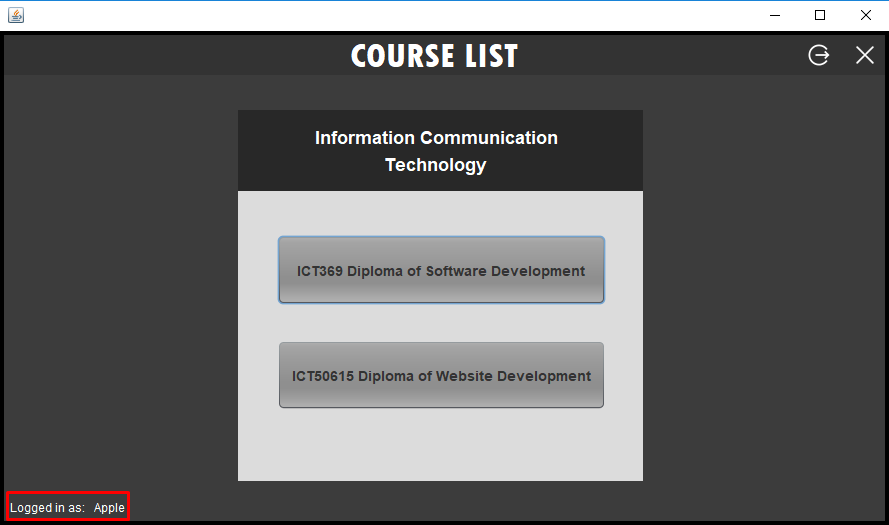 COURSE LIST
Information Communication
Technology
ICT369 Diploma of Software Development
ICT50615 Diploma of Website Development
Logged in as: Apple